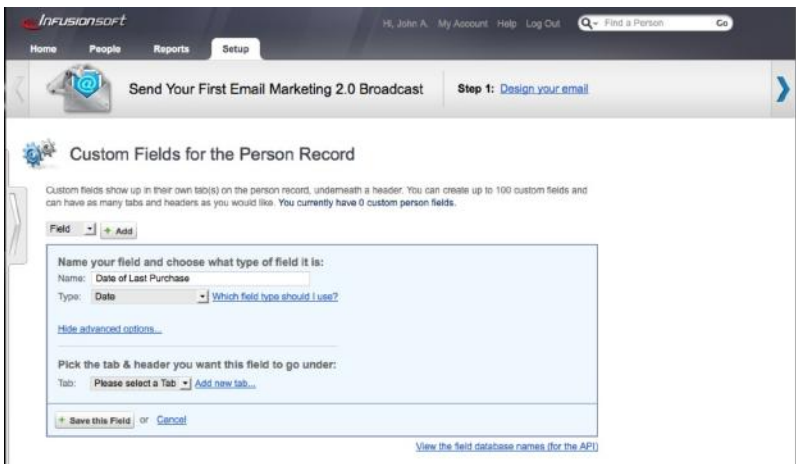 Infusionsoft
Hi, John A. My Account Help Log Out Find a Person Go
Home People Reports Setup
Send Your First Email Marketing 2.0 Broadcast Step 1: Design your email
Custom Fields for the Person Record
Custom fields show up in their own tab(s) on the person record, underneath a header. You can create up to 100 custom fields and
can have as many tabs and headers as you would like. You currently have 0 custom person fields.
Field + Add
Name your field and choose what type of field it is:
Name: Date of Last Purchase
Type: Date Which field type should I use?
Hide advanced options...
Pick the tab & header you want this field to go under:
Tab: Please select a Tab Add new tab...
+ Save this Field or Cancel
View the field database names (for the API)